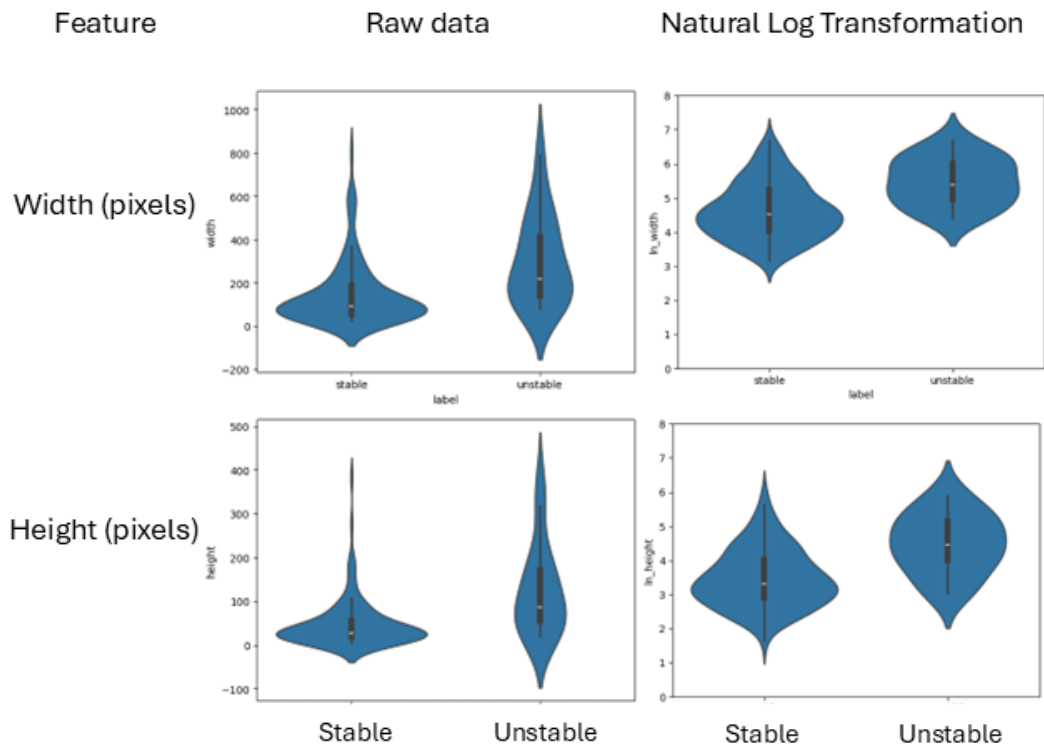 Feature Raw data Natural Log Transformation
Width (pixels)
width
1000
800
600
400
200
0
−200
stable unstable
label
ln_width
8
7
6
5
4
3
2
1
0
stable unstable
label
Height (pixels)
height
500
400
300
200
100
0
−100
ln_height
8
7
6
5
4
3
2
1
0
Stable Unstable Stable Unstable